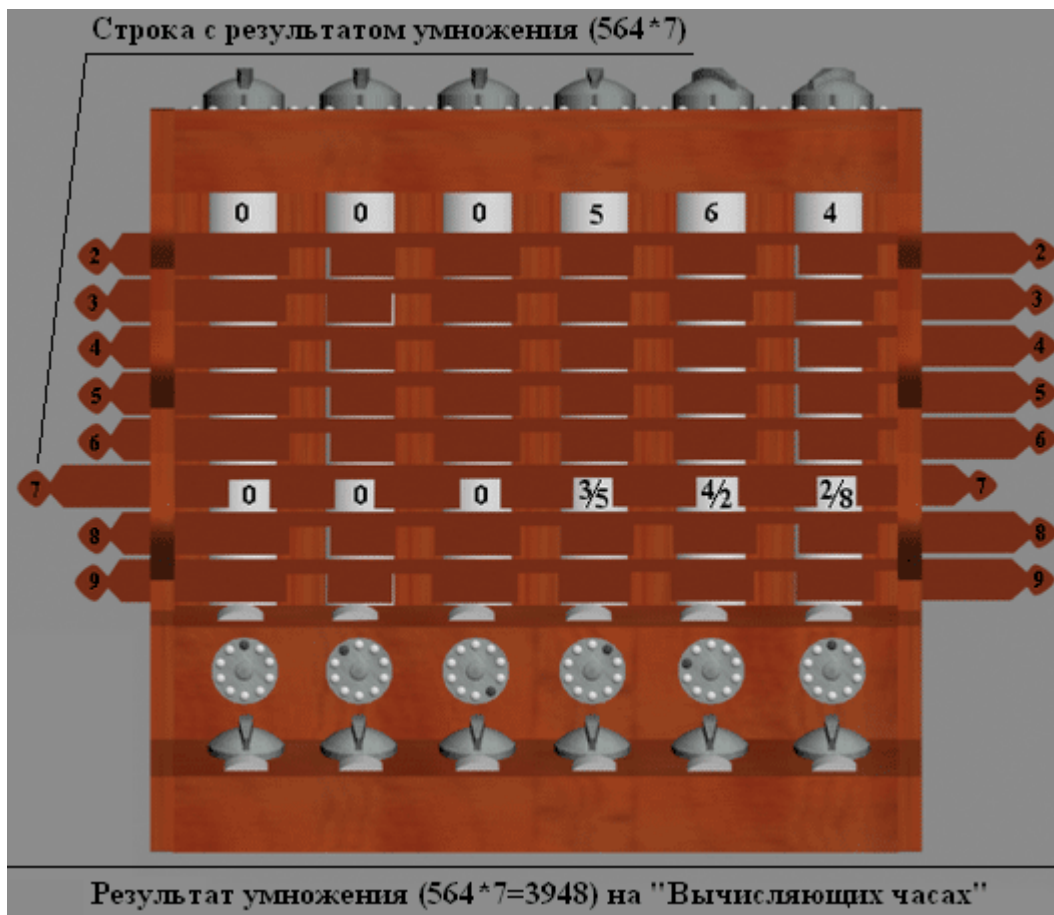 Строка с результатом умножения (564*7)
0 0 0 5 6 4
2 2
3 3
4 4
5 5
6 6
7 0 0 0 3/5 4/2 2/8 7
8 8
9 9
Результат умножения (564*7=3948) на "Вычисляющих часах"